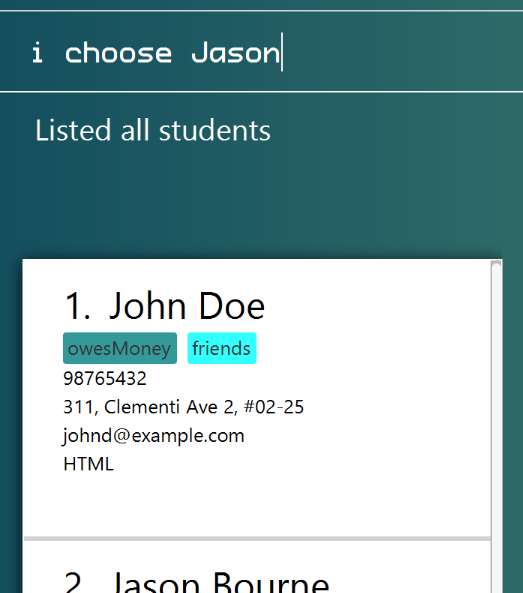 i choose Jason
Listed all students
1. John Doe
owesMoney friends
98765432
311, Clementi Ave 2, #02-25
johnd@example.com
HTML
2. Jason Bourne